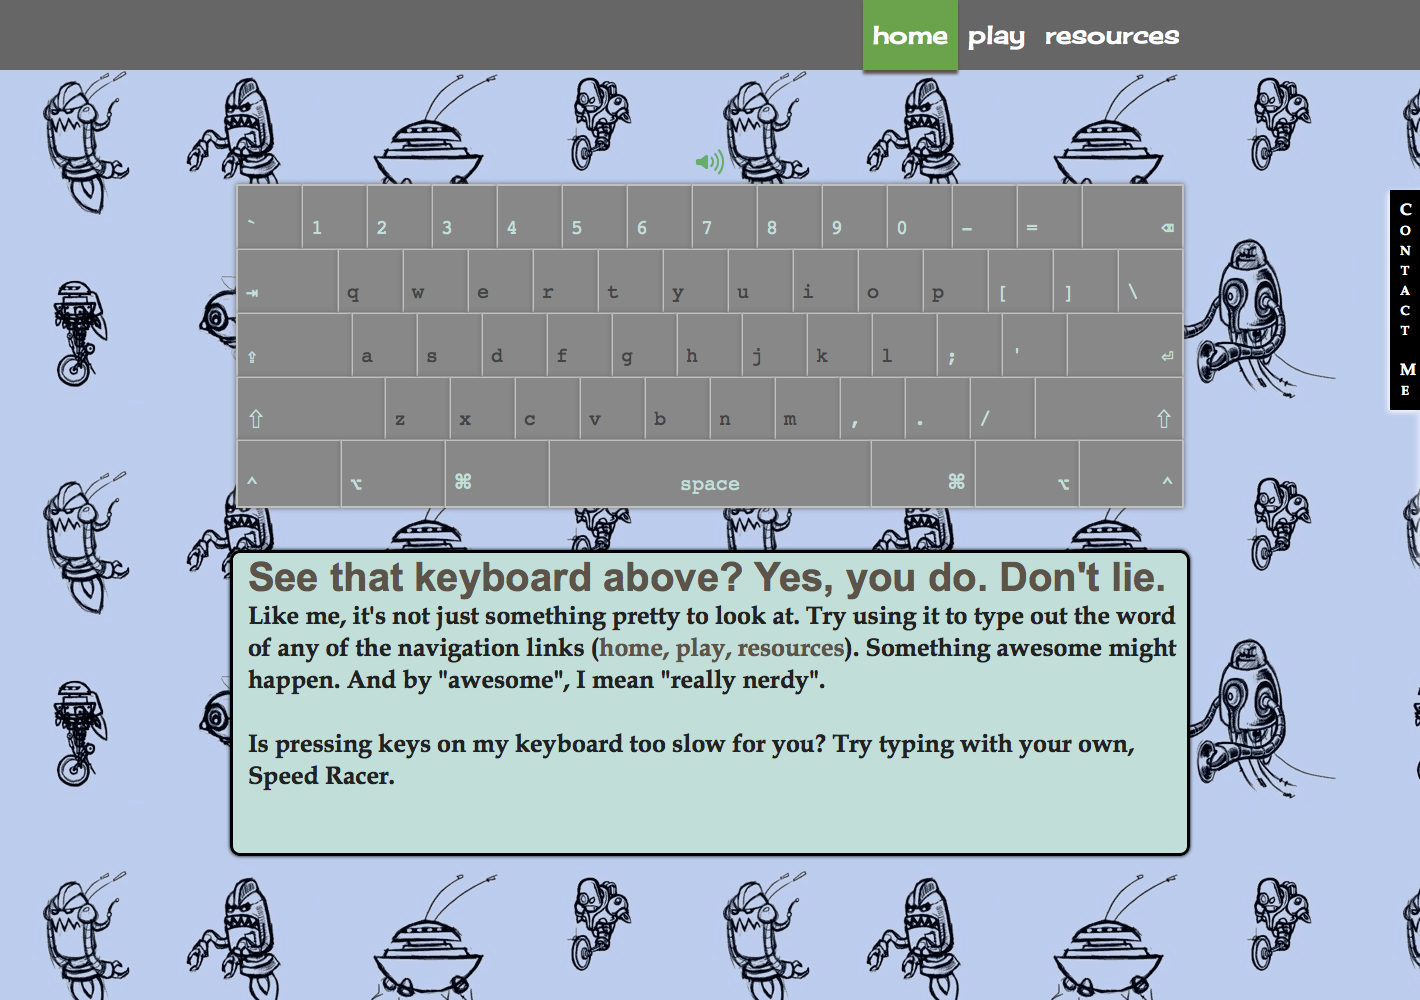 home play resources
` 1 2 3 4 5 6 7 8 9 0 - = ⌫
⇥ q w e r t y u i o p [ ] \
⇪ a s d f g h j k l ; ' ⏎
⇧ z x c v b n m , . / ⇧
^ ⌥ ⌘ space ⌘ ⌥ ^
Contact Me
See that keyboard above? Yes, you do. Don't lie.
Like me, it's not just something pretty to look at. Try using it to type out the word
of any of the navigation links (home, play, resources). Something awesome might
happen. And by "awesome", I mean "really nerdy".
Is pressing keys on my keyboard too slow for you? Try typing with your own,
Speed Racer.